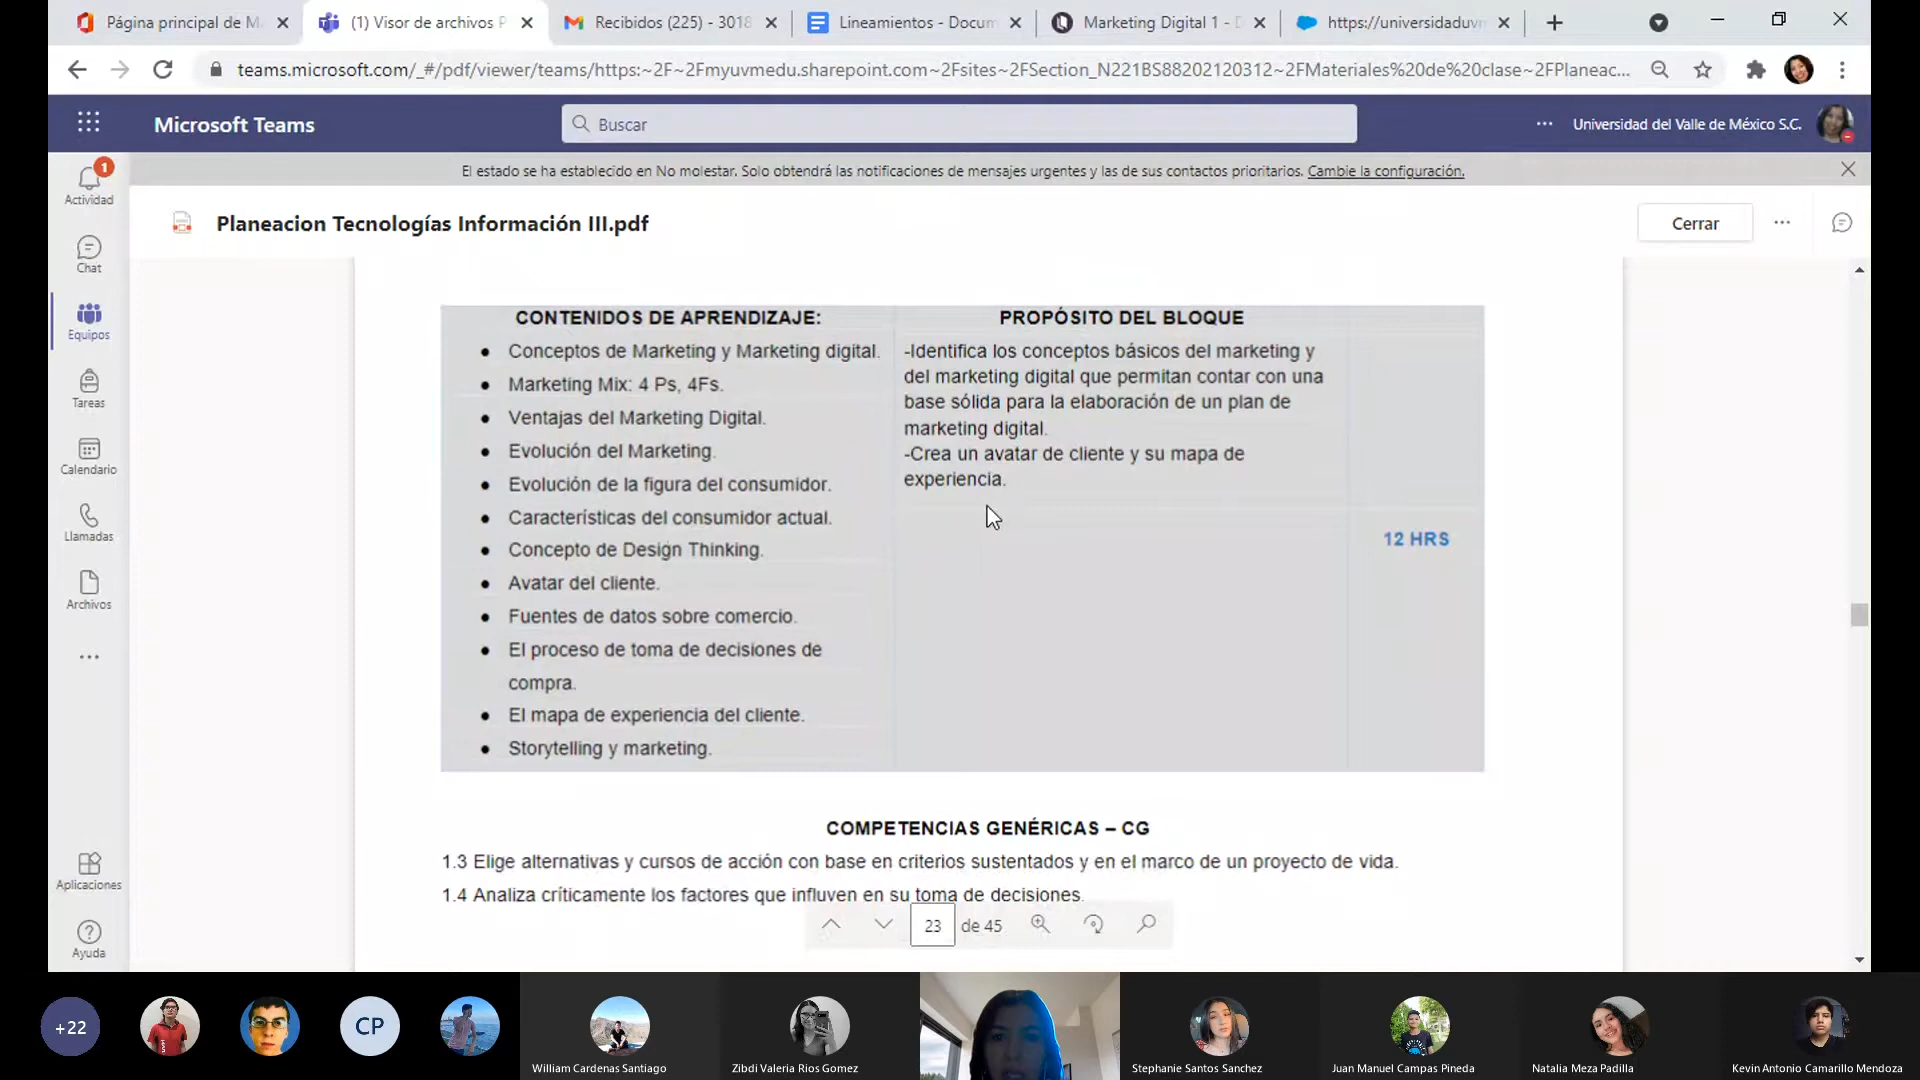 Página principal de M
(1) Visor de archivos P
Recibidos (225) - 3018
Lineamientos - Docum
Marketing Digital 1 - D
https://universidaduvm
teams.microsoft.com/_#/pdf/viewer/teams/https:~2F~2Fmyuvmedu.sharepoint.com~2Fsites~2FSection_N221BS88202120312~2FMateriales%20de%20clase~2FPlaneac...
Microsoft Teams
Buscar
Universidad del Valle de México S.C.
El estado se ha establecido en No molestar. Solo obtendrá las notificaciones de mensajes urgentes y las de sus contactos prioritarios. Cambie la configuración.
1
Actividad
Chat
Equipos
Tareas
Calendario
Llamadas
Archivos
Aplicaciones
Ayuda
Planeacion Tecnologías Información III.pdf
Cerrar
CONTENIDOS DE APRENDIZAJE:
• Conceptos de Marketing y Marketing digital.
• Marketing Mix: 4 Ps, 4Fs.
• Ventajas del Marketing Digital.
• Evolución del Marketing.
• Evolución de la figura del consumidor.
• Características del consumidor actual.
• Concepto de Design Thinking.
• Avatar del cliente.
• Fuentes de datos sobre comercio.
• El proceso de toma de decisiones de
compra.
• El mapa de experiencia del cliente.
• Storytelling y marketing.
PROPÓSITO DEL BLOQUE
-Identifica los conceptos básicos del marketing y
del marketing digital que permitan contar con una
base sólida para la elaboración de un plan de
marketing digital.
-Crea un avatar de cliente y su mapa de
experiencia.
12 HRS
COMPETENCIAS GENÉRICAS – CG
1.3 Elige alternativas y cursos de acción con base en criterios sustentados y en el marco de un proyecto de vida.
1.4 Analiza críticamente los factores que influyen en su toma de decisiones.
23 de 45
+22
CP
William Cardenas Santiago
Zibdi Valeria Rios Gomez
Stephanie Santos Sanchez
Juan Manuel Campas Pineda
Natalia Meza Padilla
Kevin Antonio Camarillo Mendoza